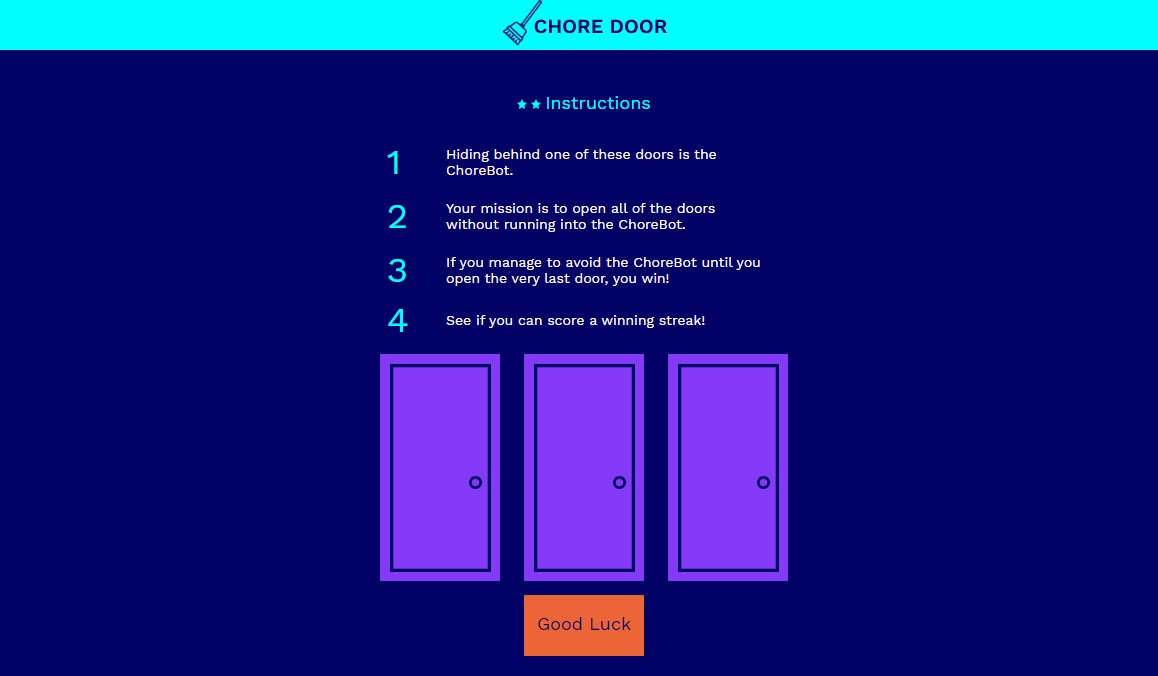 CHORE DOOR
Instructions
1
Hiding behind one of these doors is the
ChoreBot.
2
Your mission is to open all of the doors
without running into the ChoreBot.
3
If you manage to avoid the ChoreBot until you
open the very last door, you win!
4
See if you can score a winning streak!
Good Luck